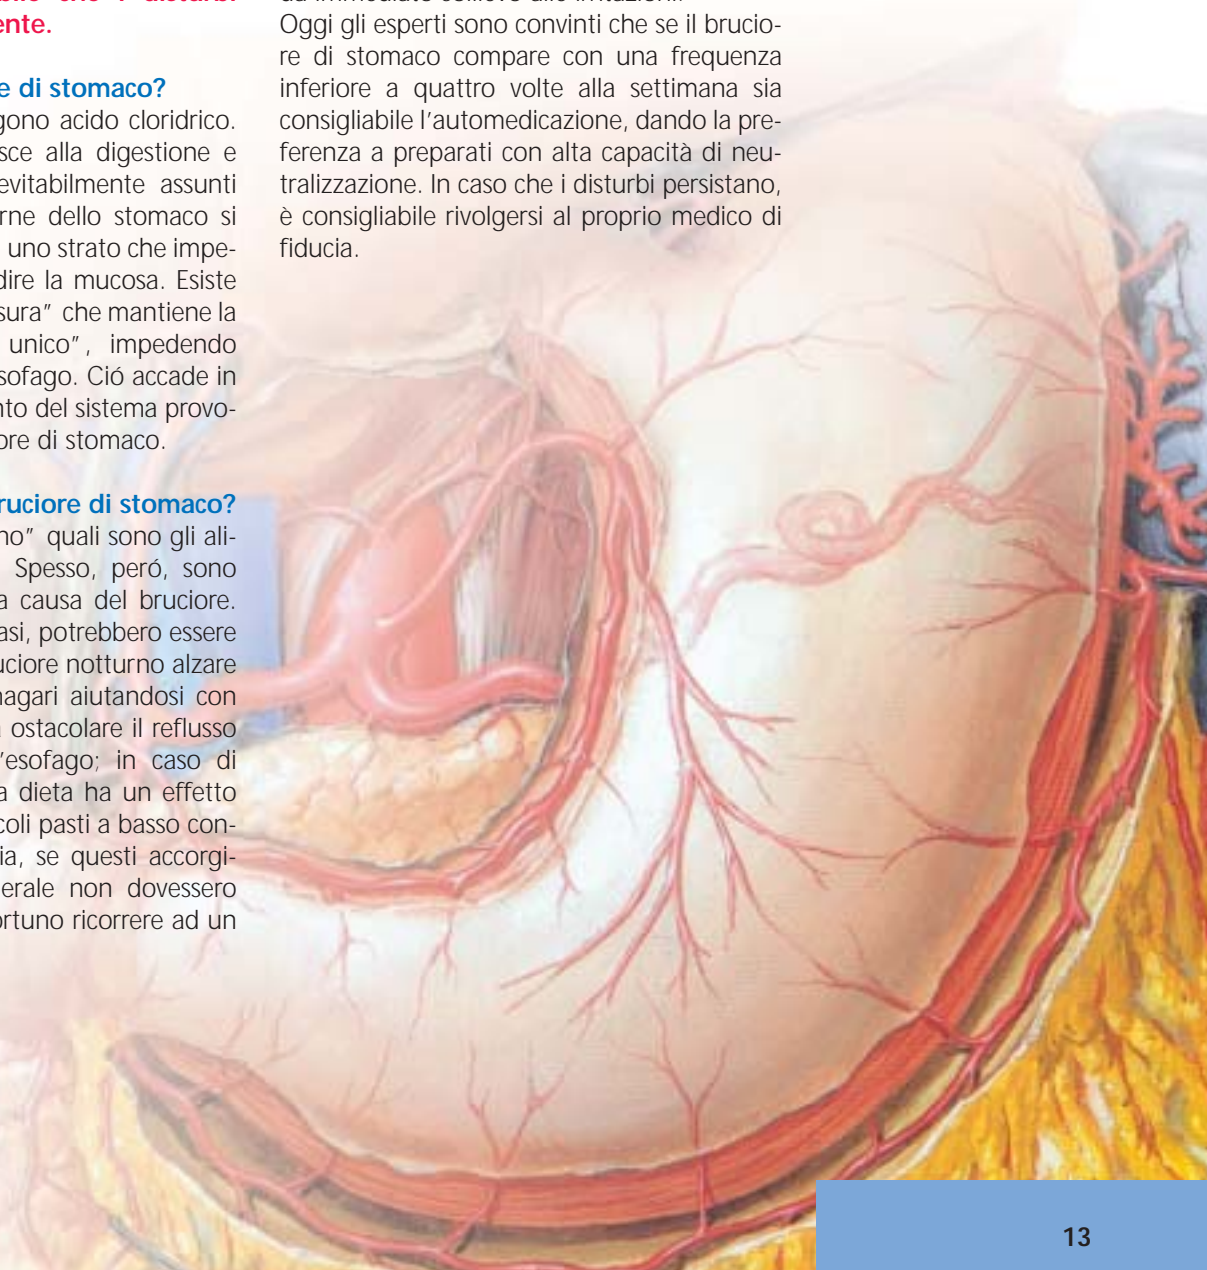 ente.
e di stomaco?
gono acido cloridrico.
sce alla digestione e
evitabilmente assunti
rne dello stomaco si
uno strato che impe-
dire la mucosa. Esiste
sura" che mantiene la
unico", impedendo
sofago. Ció accade in
nto del sistema provo-
ore di stomaco.
ruciore di stomaco?
no" quali sono gli ali-
Spesso, peró, sono
a causa del bruciore.
asi, potrebbero essere
uciore notturno alzare
nagari aiutandosi con
ostacolare il reflusso
'esofago; in caso di
a dieta ha un effetto
coli pasti a basso con-
ia, se questi accorgi-
erale non dovessero
ortuno ricorrere ad un
Oggi gli esperti sono convinti che se il brucio-
re di stomaco compare con una frequenza
inferiore a quattro volte alla settimana sia
consigliabile l'automedicazione, dando la pre-
ferenza a preparati con alta capacità di neu-
tralizzazione. In caso che i disturbi persistano,
è consigliabile rivolgersi al proprio medico di
fiducia.
13